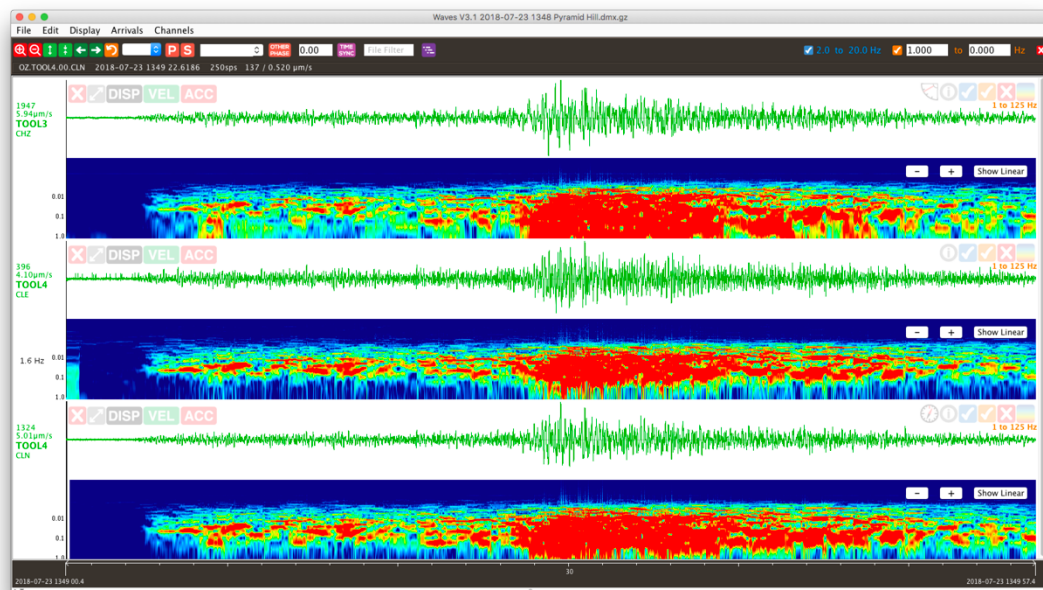 Waves V3.1 2018-07-23 1348 Pyramid Hill.dmx.gz
File Edit Display Arrivals Channels
P S OTHER PHASE 0.00 TIME SYNC File Filter 2.0 to 20.0 Hz 1.000 to 0.000 Hz
OZ.TOOL4.00.CLN 2018-07-23 1349 22.6186 250sps 137 / 0.520 µm/s
DISP VEL ACC
1947
5.94µm/s
TOOL3
CHZ
1 to 125 Hz
- + Show Linear
0.01
0.1
1.0
DISP VEL ACC
396
4.10µm/s
TOOL4
CLE
1 to 125 Hz
- + Show Linear
1.6 Hz 0.01
0.1
1.0
DISP VEL ACC
1324
5.01µm/s
TOOL4
CLN
1 to 125 Hz
- + Show Linear
0.01
0.1
1.0
30
2018-07-23 1349 00.4 2018-07-23 1349 57.4